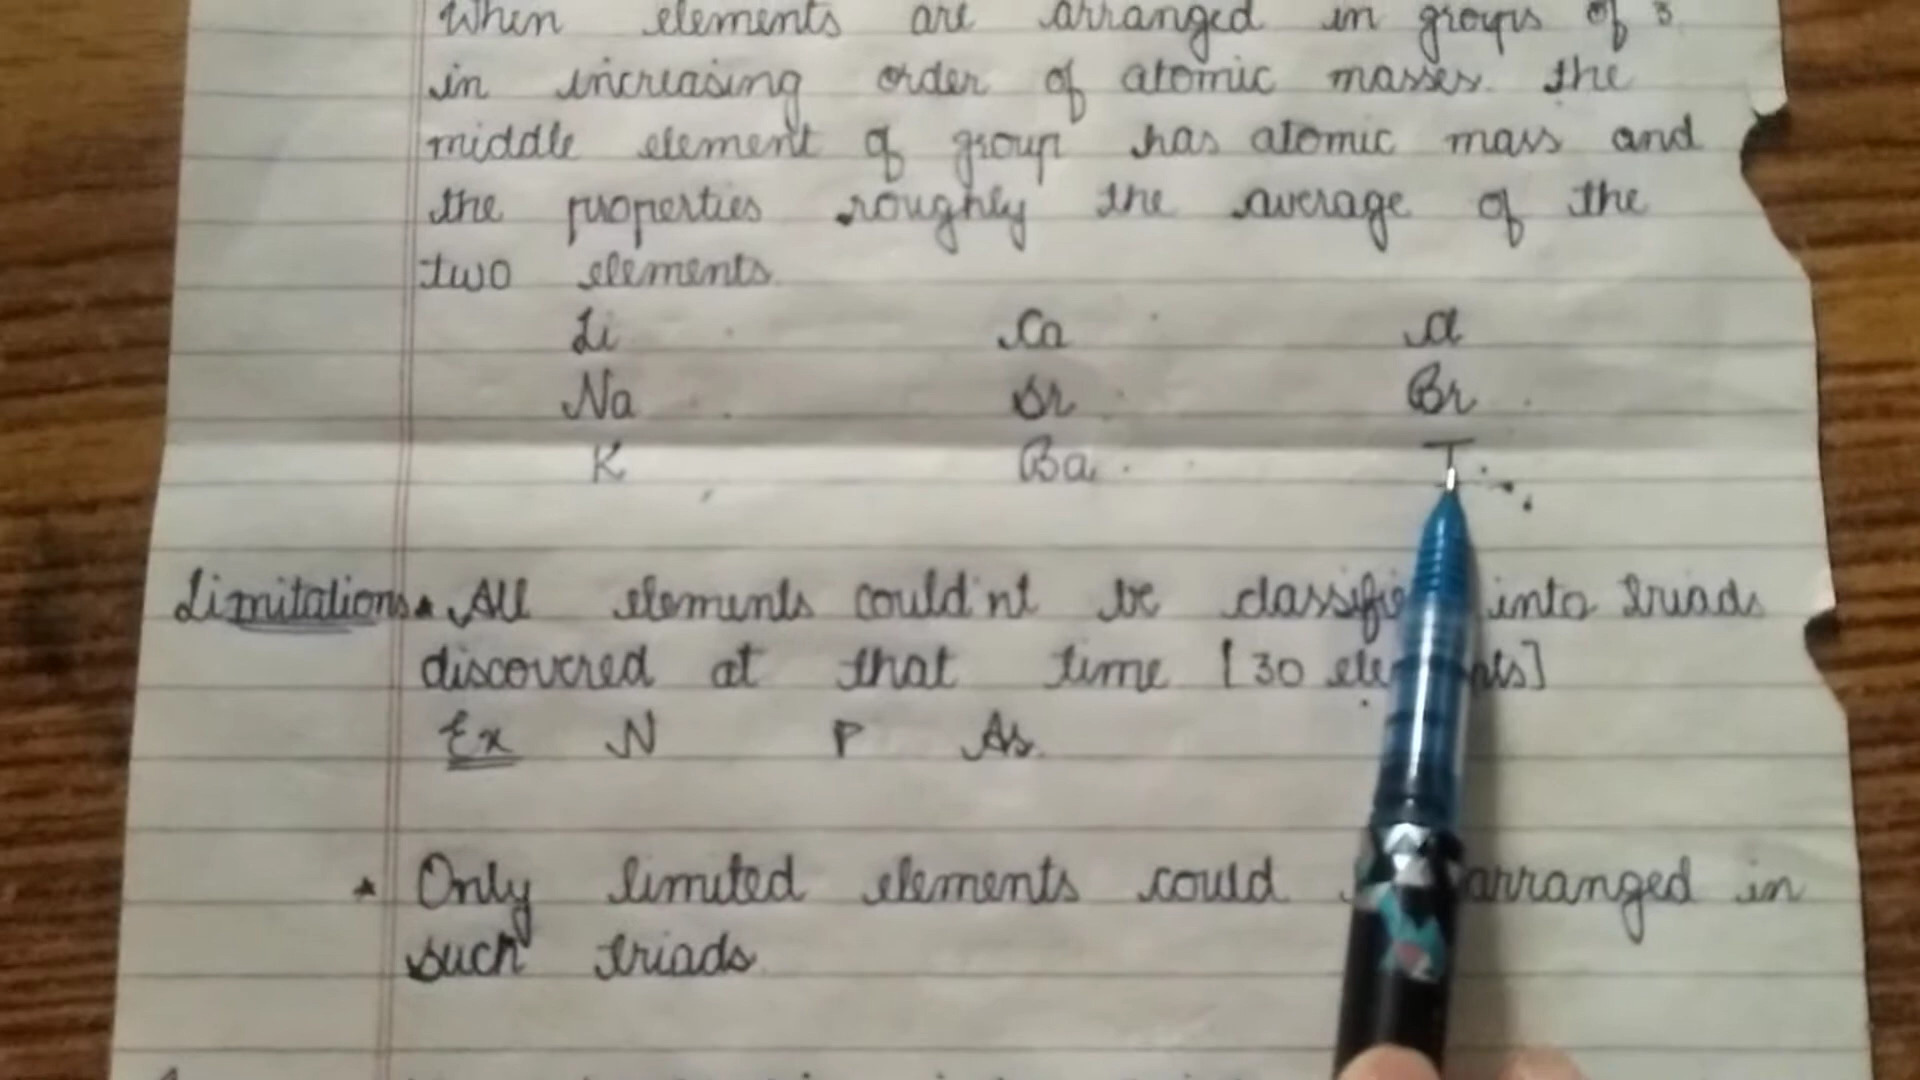 When elements are arranged in groups of 3
in increasing order of atomic masses. the
middle element of group has atomic mass and
the properties roughly the average of the
two elements.
Li Ca Cl
Na Sr Br
K Ba I
Limitations All elements could'nt be classifie into triads
discovered at that time [30 ele nts]
Ex N P As
Only limited elements could arranged in
such triads